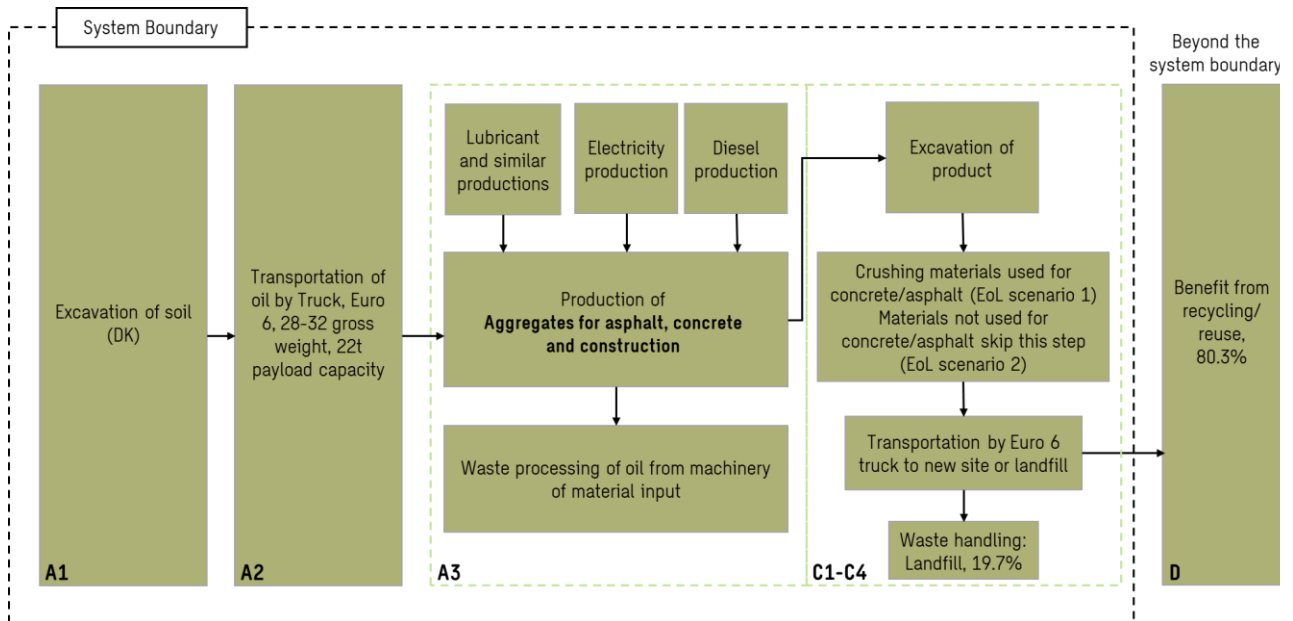 System Boundary
Beyond the
system boundary
Excavation of soil
(DK)
A1
Transportation of
oil by Truck, Euro
6, 28-32 gross
weight, 22t
payload capacity
A2
Lubricant
and similar
productions
Electricity
production
Diesel
production
Production of
Aggregates for asphalt, concrete
and construction
Waste processing of oil from machinery
of material input
A3
Excavation of
product
Crushing materials used for
concrete/asphalt (EoL scenario 1)
Materials not used for
concrete/asphalt skip this step
(EoL scenario 2)
Transportation by Euro 6
truck to new site or landfill
Waste handling:
Landfill, 19.7%
C1-C4
Benefit from
recycling/
reuse,
80.3%
D